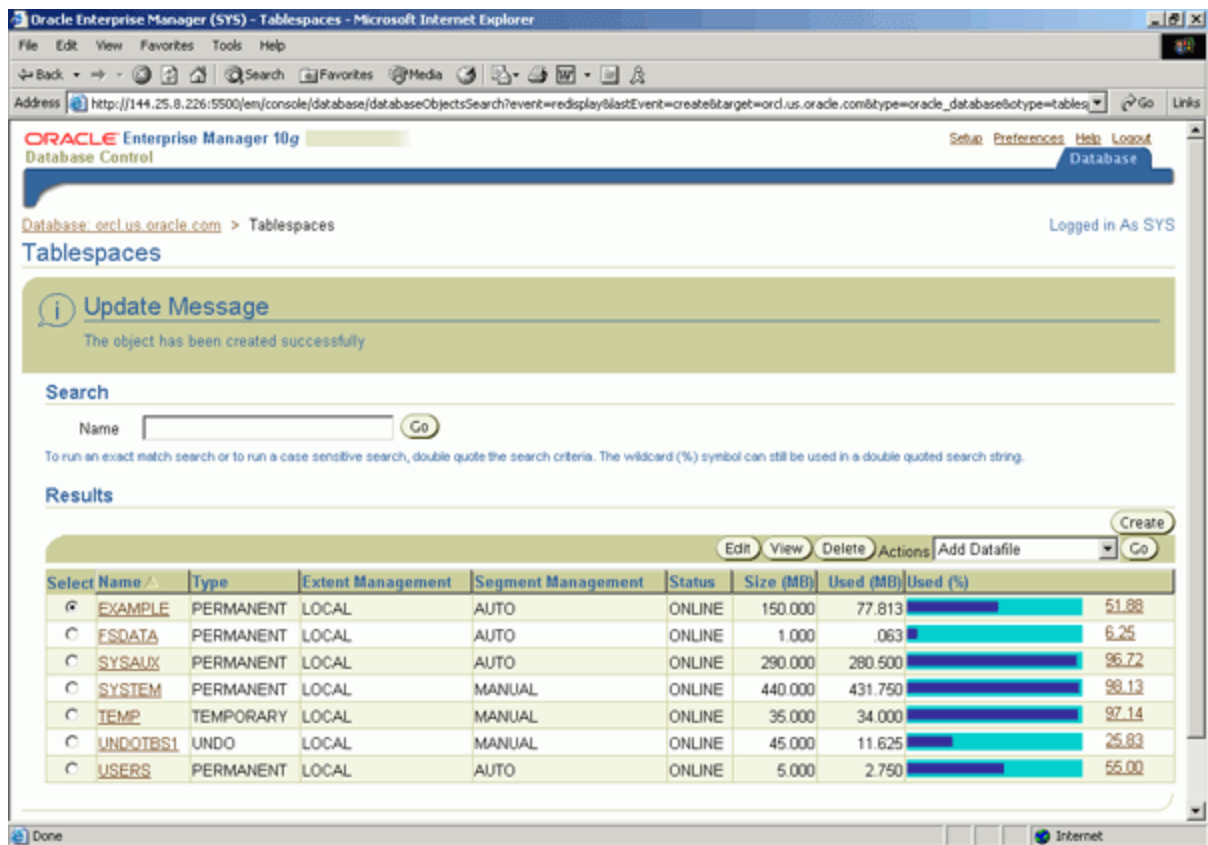 Oracle Enterprise Manager (SYS) - Tablespaces - Microsoft Internet Explorer
File Edit View Favorites Tools Help
Back Search Favorites Media
Address http://144.25.8.226:5500/em/console/database/databaseObjectsSearch?event=redisplay&lastEvent=create&target=orcl.us.oracle.com&type=oracle_database&otype=tables Go Links
ORACLE Enterprise Manager 10g
Database Control
Setup Preferences Help Logout
Database
Database: orcl.us.oracle.com > Tablespaces
Logged in As SYS
Tablespaces
i Update Message
The object has been created successfully
Search
Name Go
To run an exact match search or to run a case sensitive search, double quote the search criteria. The wildcard (%) symbol can still be used in a double quoted search string.
Results
Create
Edit View Delete Actions Add Datafile Go
Select Name Type Extent Management Segment Management Status Size (MB) Used (MB) Used (%)
EXAMPLE PERMANENT LOCAL AUTO ONLINE 150.000 77.813 51.88
FSDATA PERMANENT LOCAL AUTO ONLINE 1.000 .063 6.25
SYSAUX PERMANENT LOCAL AUTO ONLINE 290.000 280.500 96.72
SYSTEM PERMANENT LOCAL MANUAL ONLINE 440.000 431.750 98.13
TEMP TEMPORARY LOCAL MANUAL ONLINE 35.000 34.000 97.14
UNDOTBS1 UNDO LOCAL MANUAL ONLINE 45.000 11.625 25.83
USERS PERMANENT LOCAL AUTO ONLINE 5.000 2.750 55.00
Done Internet